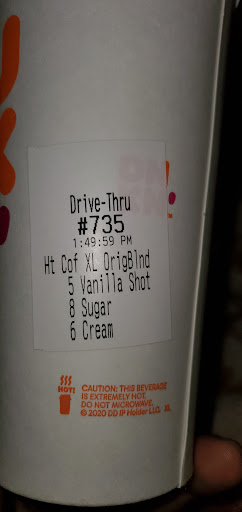 Drive-Thru
#735
1:49:59 PM
Ht Cof XL OrigBlnd
5 Vanilla Shot
8 Sugar
6 Cream
HOT!
CAUTION: THIS BEVERAGE
IS EXTREMELY HOT.
DO NOT MICROWAVE.
© 2020 DD IP Holder LLC. XL